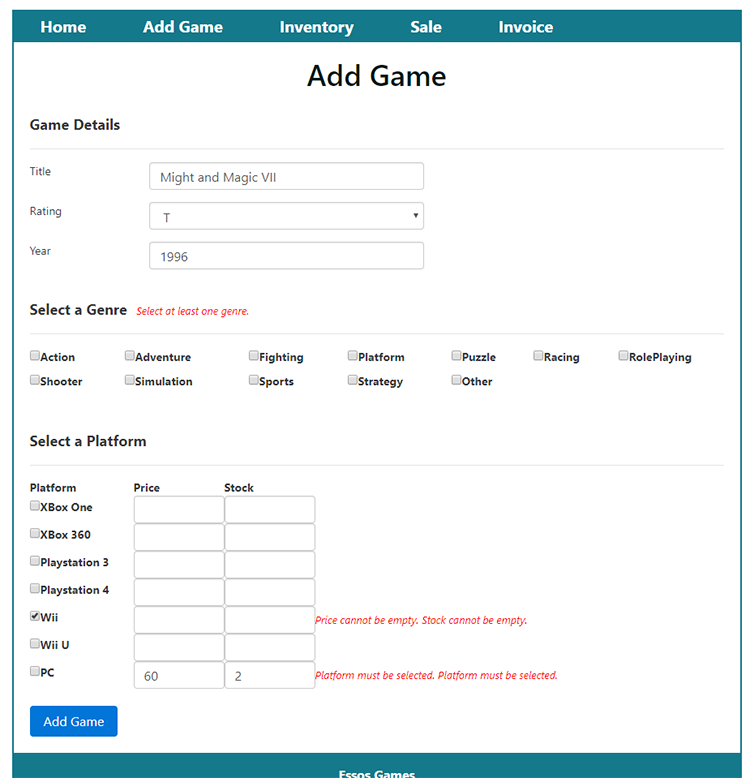 Home Add Game Inventory Sale Invoice
Add Game
Game Details
Title Might and Magic VII
Rating T
Year 1996
Select a Genre Select at least one genre.
Action Adventure Fighting Platform Puzzle Racing RolePlaying
Shooter Simulation Sports Strategy Other
Select a Platform
Platform Price Stock
XBox One
XBox 360
Playstation 3
Playstation 4
Wii Price cannot be empty. Stock cannot be empty.
Wii U
PC 60 2 Platform must be selected. Platform must be selected.
Add Game
Essos Games